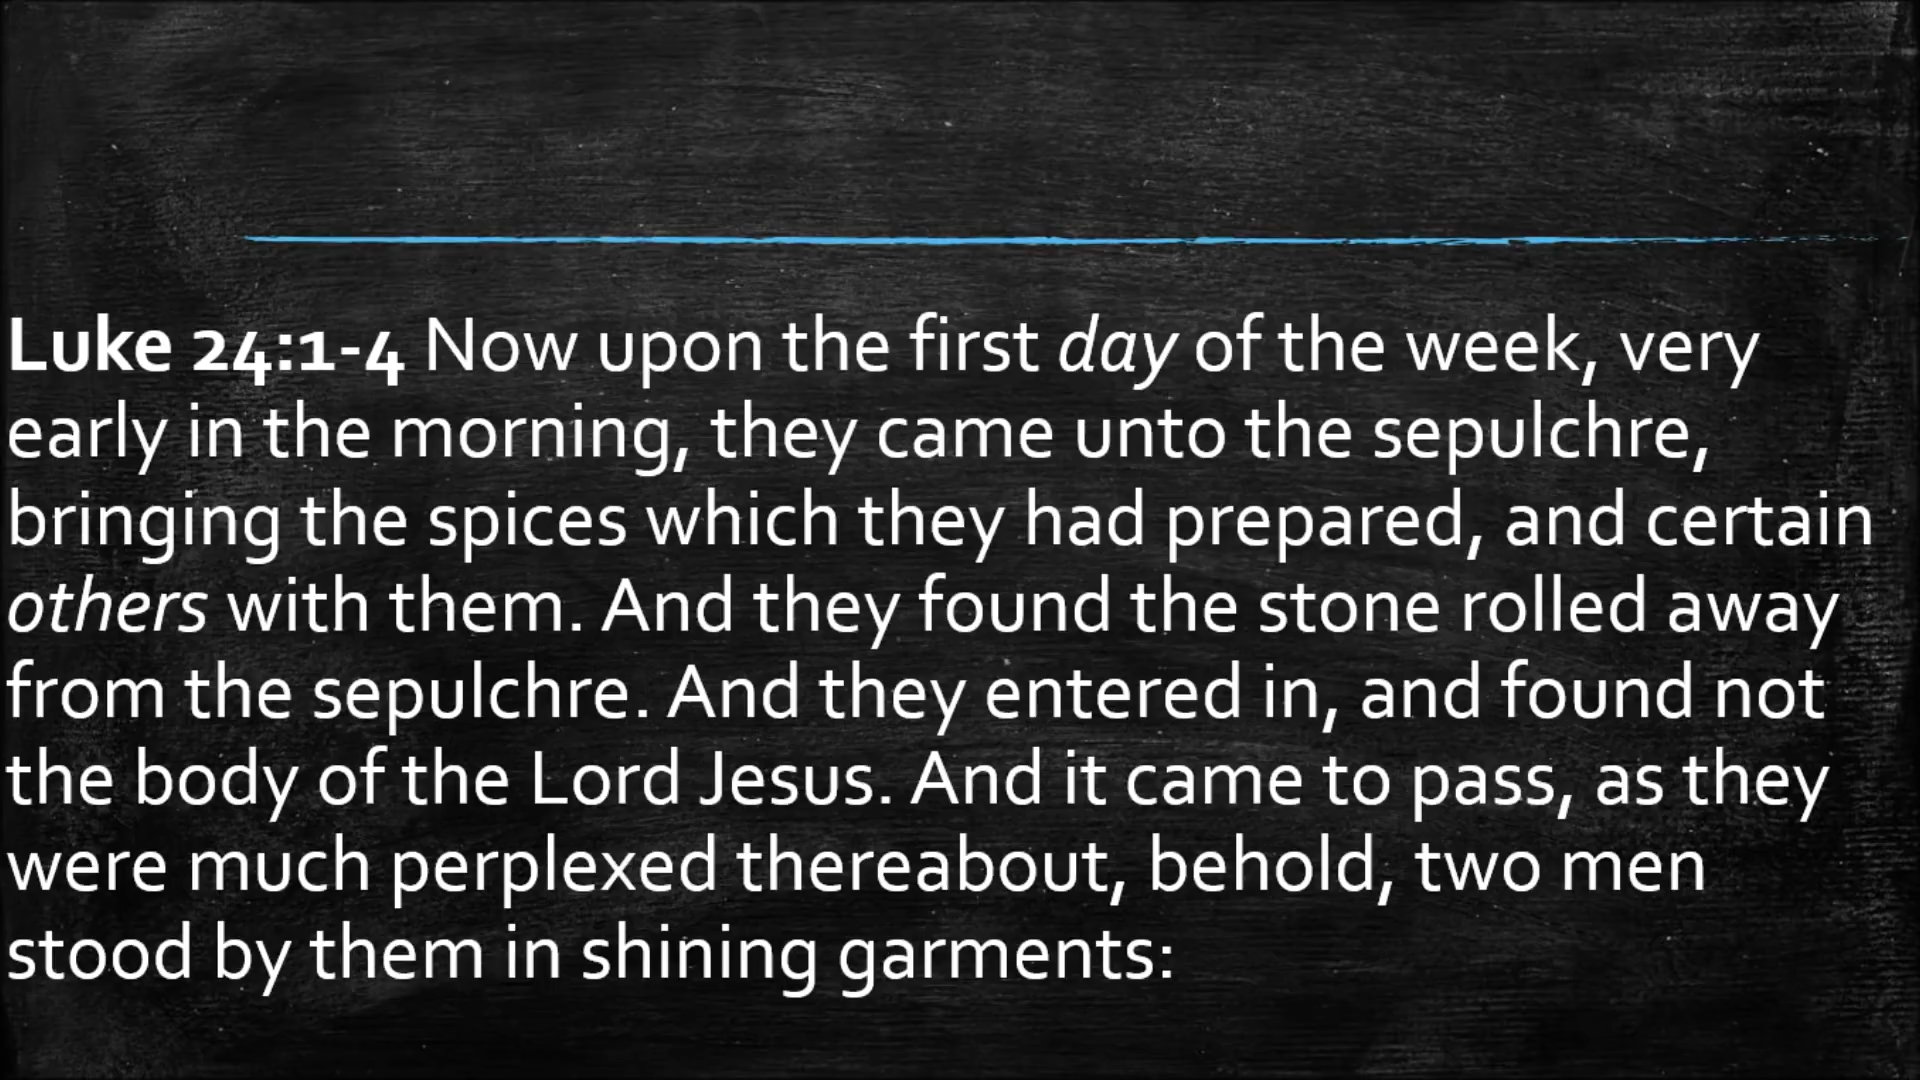 Luke 24:1-4 Now upon the first day of the week, very
early in the morning, they came unto the sepulchre,
bringing the spices which they had prepared, and certain
others with them. And they found the stone rolled away
from the sepulchre. And they entered in, and found not
the body of the Lord Jesus. And it came to pass, as they
were much perplexed thereabout, behold, two men
stood by them in shining garments: